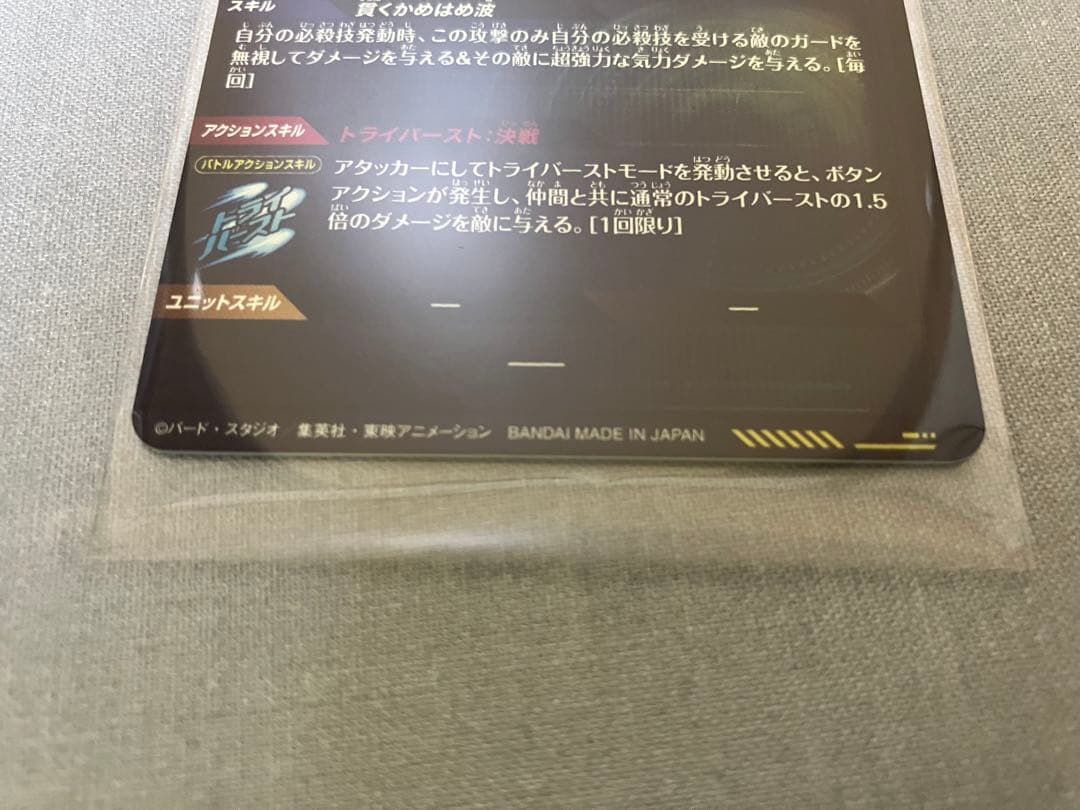 スキル
貫くかめはめ波
自分の必殺技発動時、この攻撃のみ自分の必殺技を受ける敵のガードを
無視してダメージを与える&その敵に超強力な気力ダメージを与える。[毎
回]
アクションスキル トライバースト:決戦
バトルアクションスキル
トライ
バースト
アタッカーにしてトライバーストモードを発動させると、ボタン
アクションが発生し、仲間と共に通常のトライバーストの1.5
倍のダメージを敵に与える。[1回限り]
ユニットスキル ー ー
ー
©バード・スタジオ/集英社・東映アニメーション BANDAI MADE IN JAPAN